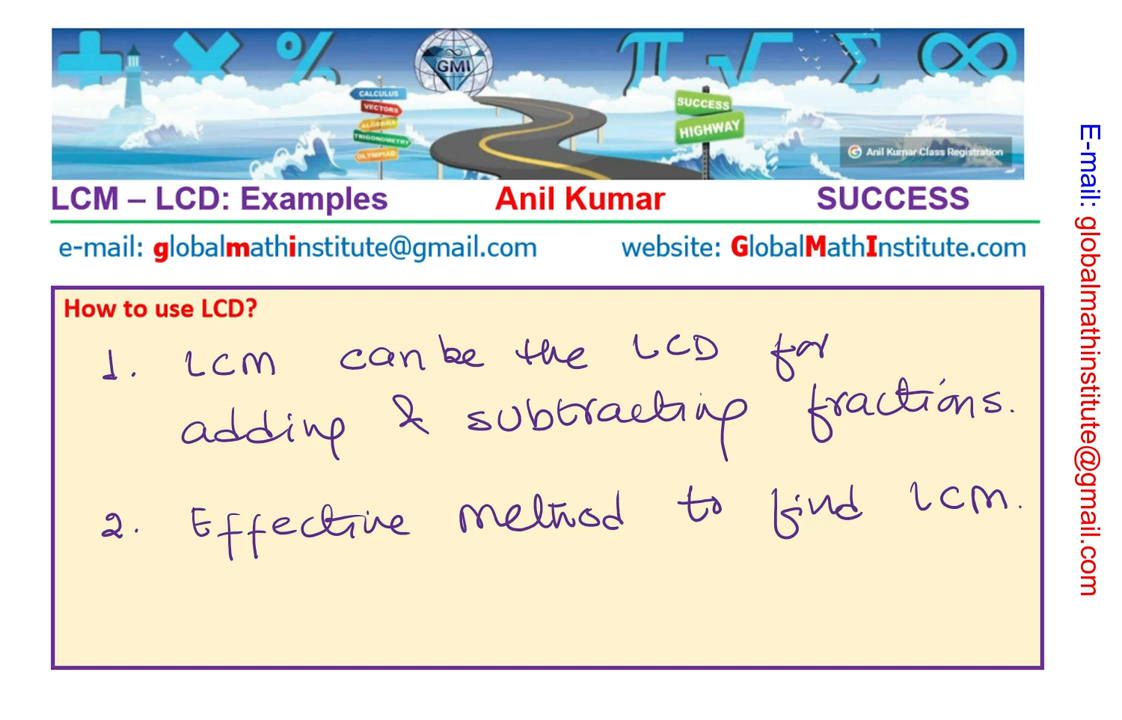 GMI
CALCULUS
VECTORS
ALGEBRA
TRIGONOMETRY
OLYMPIAD
SUCCESS
HIGHWAY
Anil Kumar Class Registration
LCM – LCD: Examples Anil Kumar SUCCESS
e-mail: globalmathinstitute@gmail.com website: GlobalMathInstitute.com
How to use LCD?
1. LCM can be the LCD for
adding & subtracting fractions.
2. Effective method to find LCM.
E-mail: globalmathinstitute@gmail.com